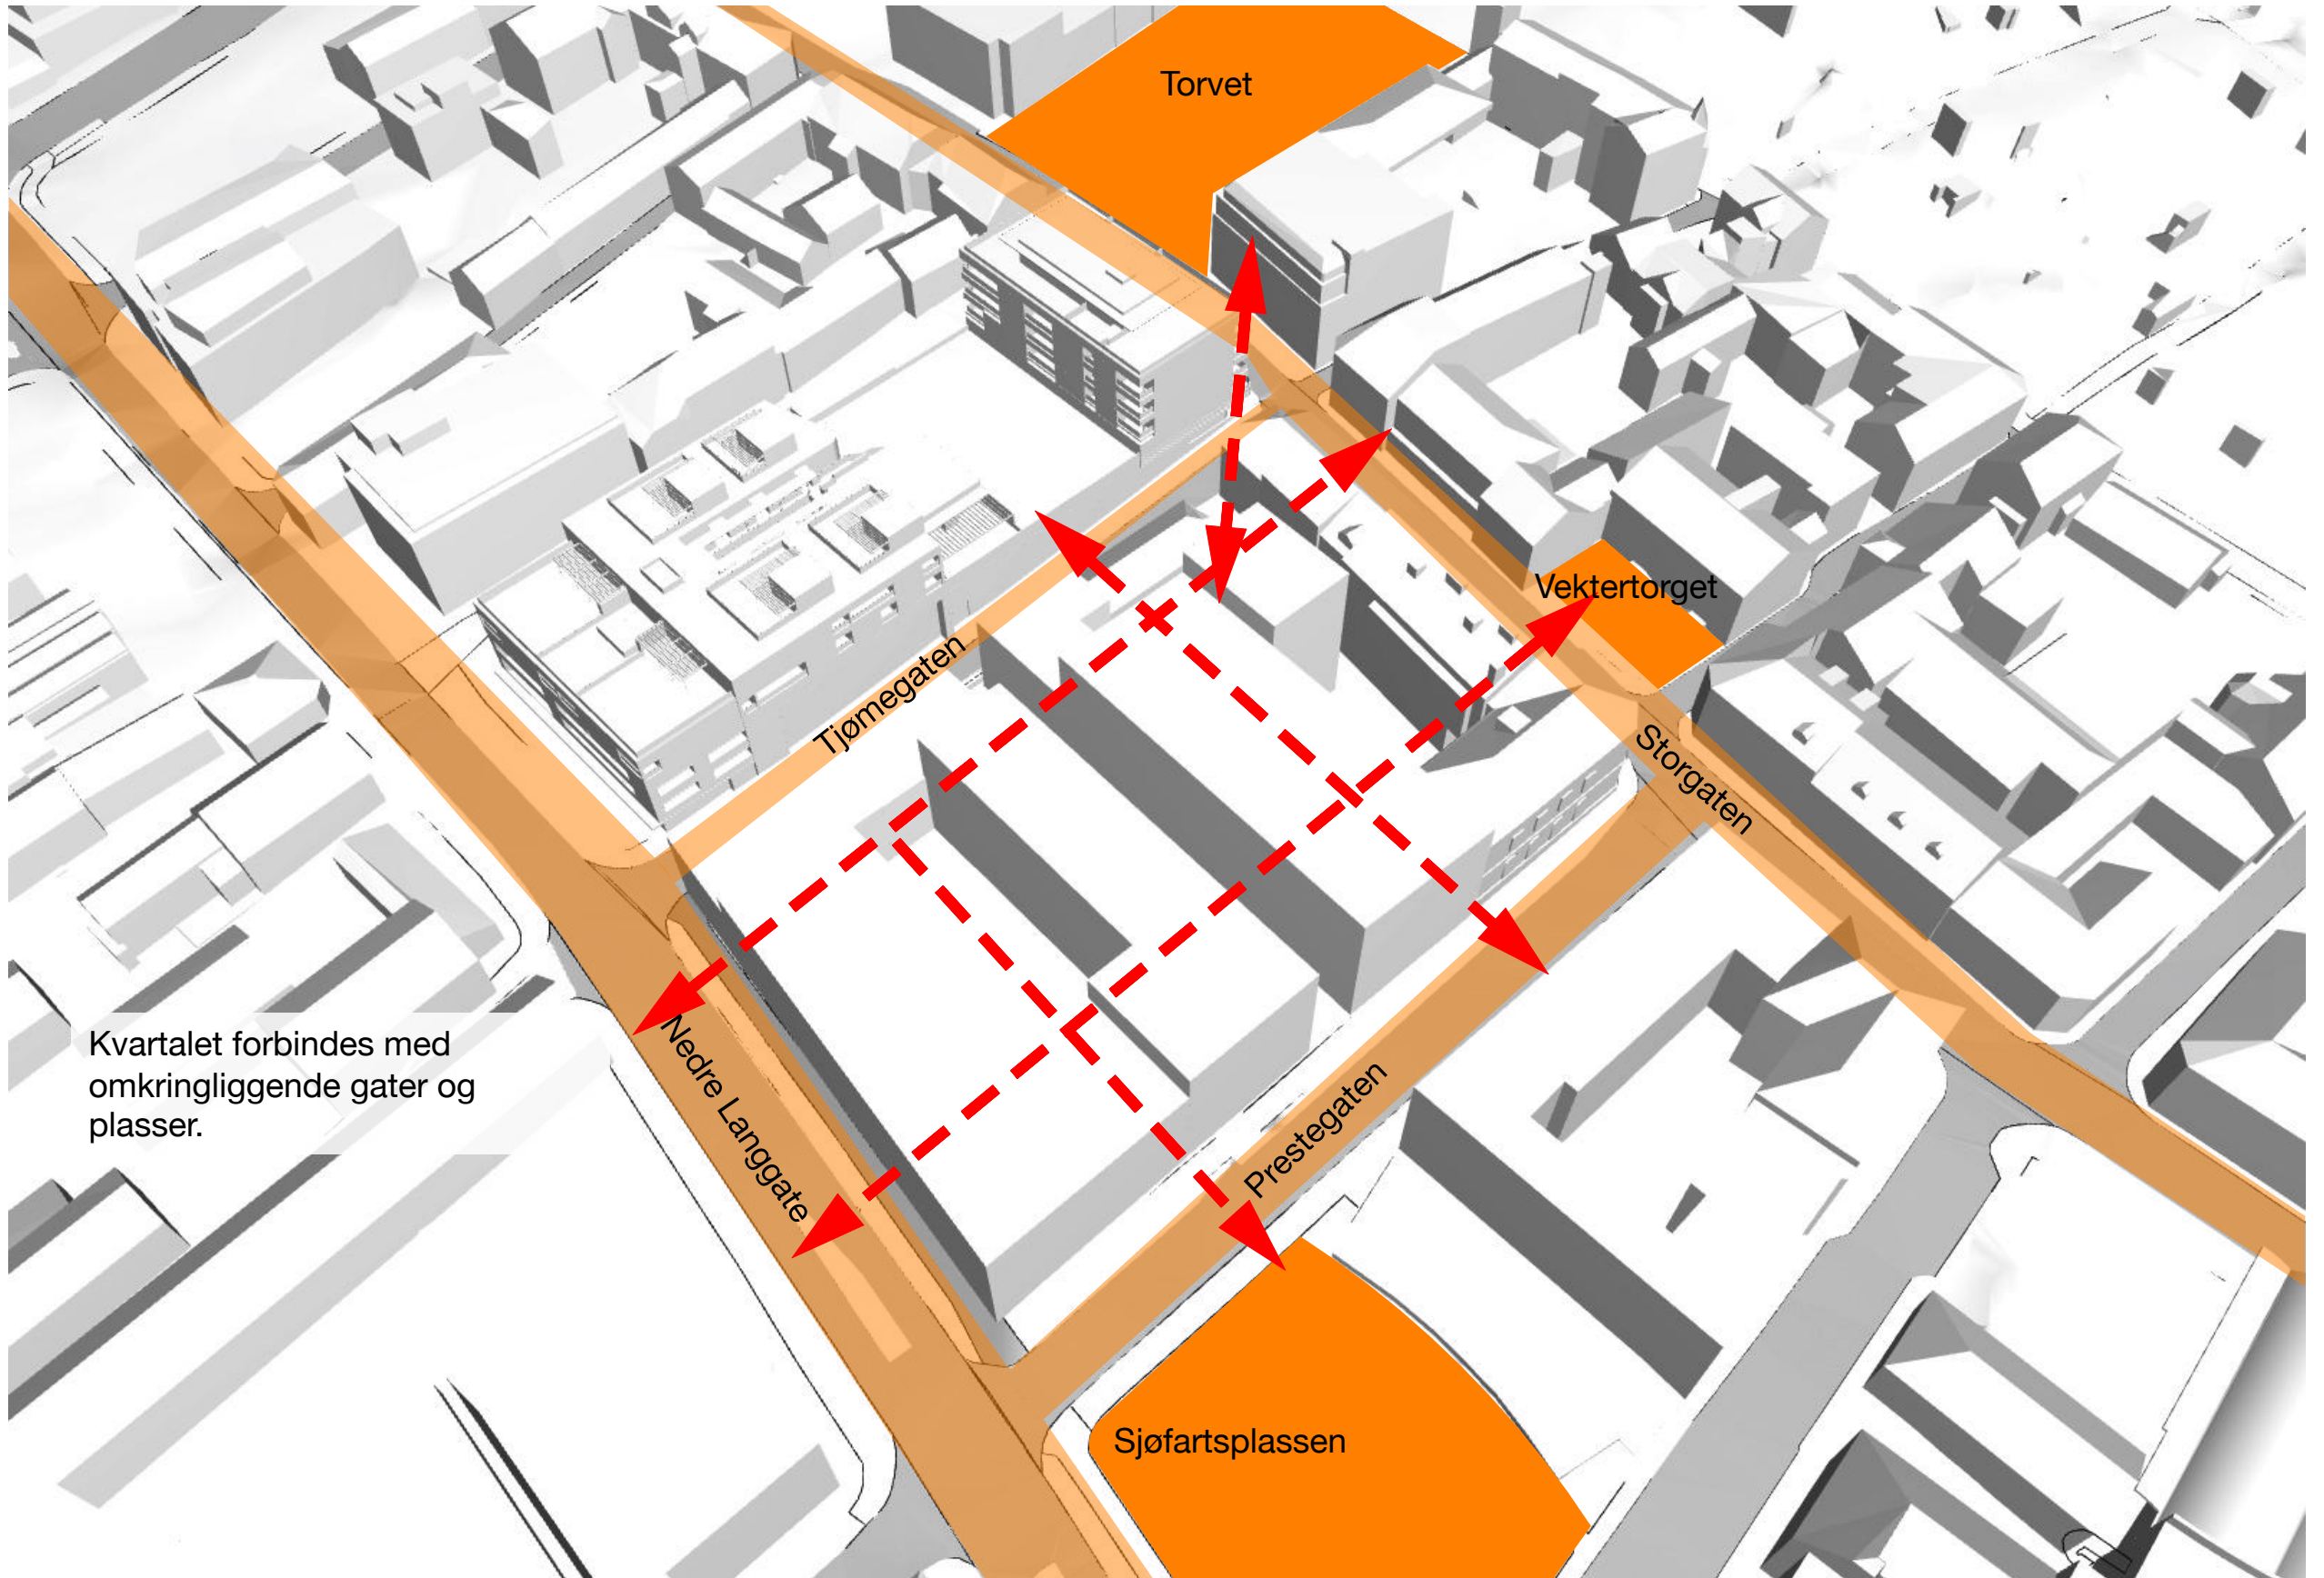 Torvet
Vektertorget
Tjømegaten
Storgaten
Kvartalet forbindes med
omkringliggende gater og
plasser.
Nedre Langgate
Prestegaten
Sjøfartsplassen